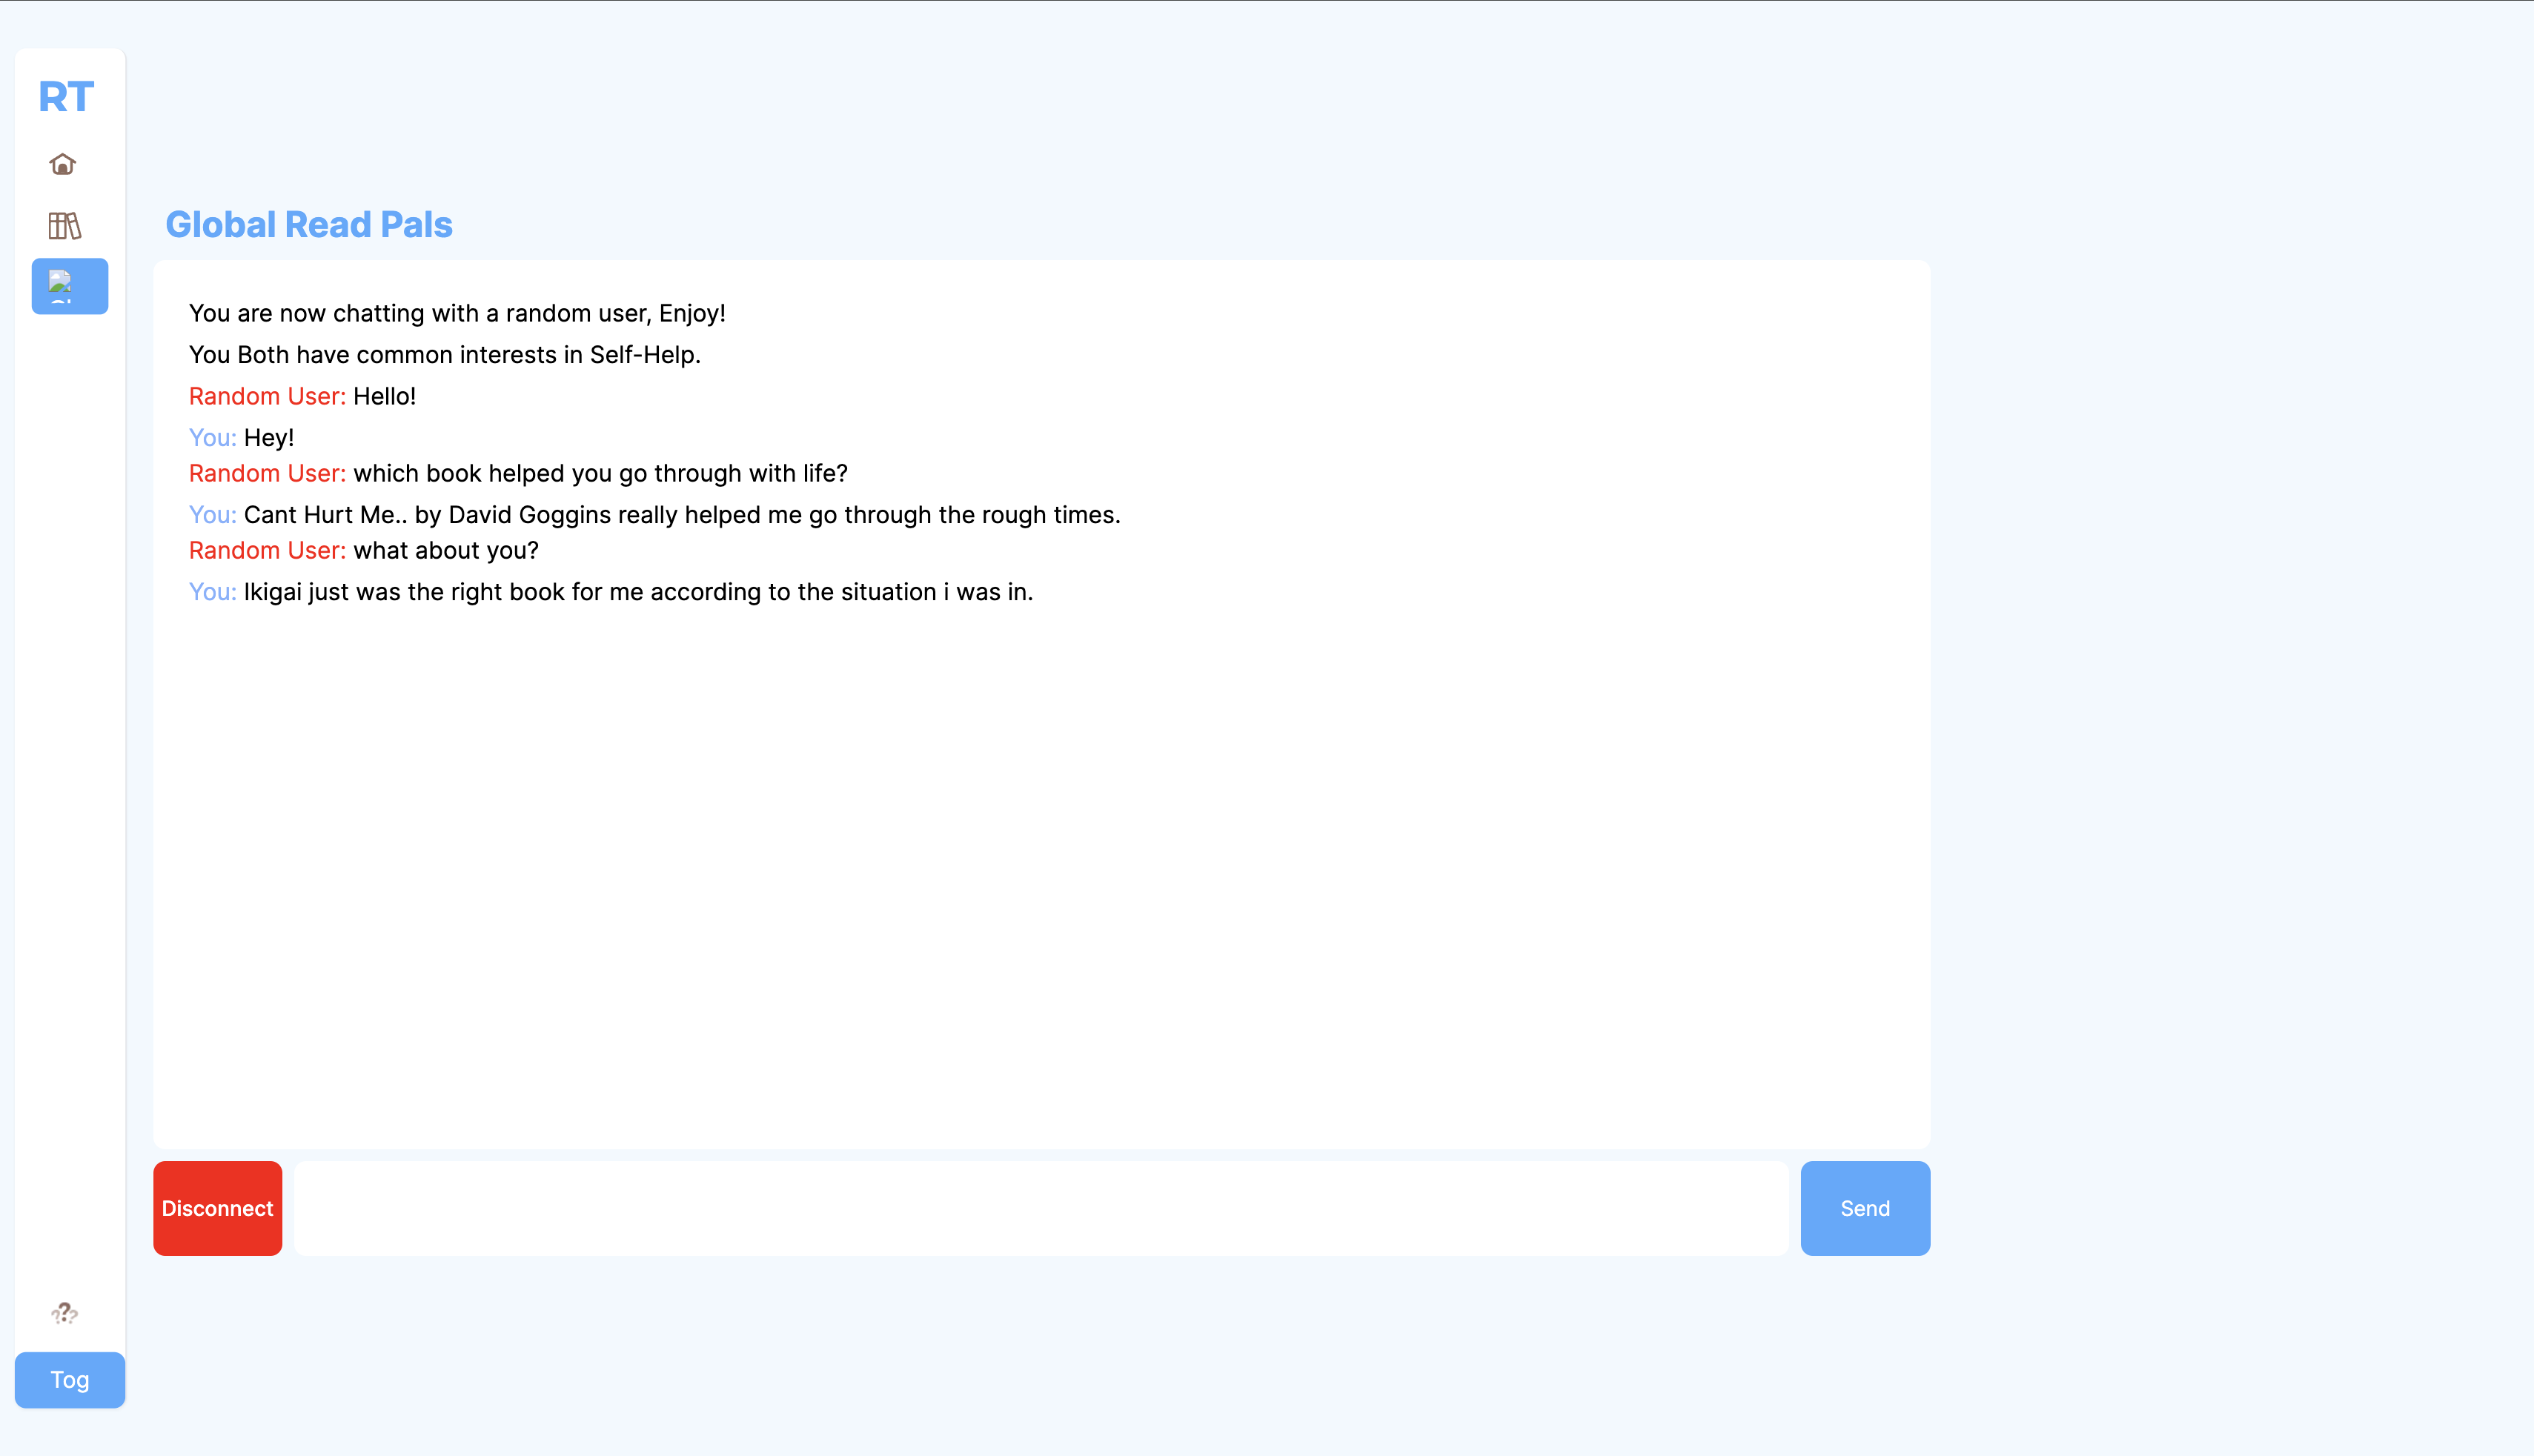 RT
Global Read Pals
You are now chatting with a random user, Enjoy!
You Both have common interests in Self-Help.
Random User: Hello!
You: Hey!
Random User: which book helped you go through with life?
You: Cant Hurt Me.. by David Goggins really helped me go through the rough times.
Random User: what about you?
You: Ikigai just was the right book for me according to the situation i was in.
Disconnect
Send
???
Tog